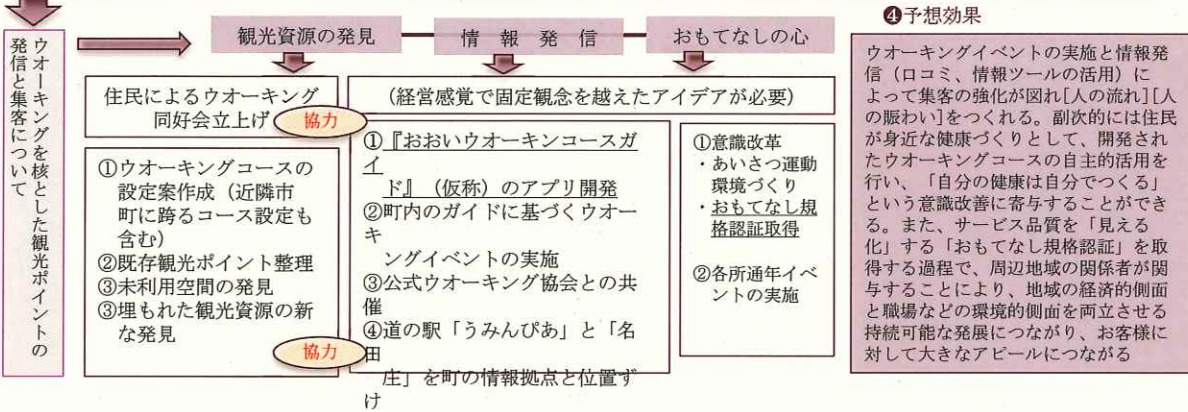 ウオーキングを核とした観光ポイントの
発信と集客について
観光資源の発見
情報発信
おもてなしの心
住民によるウオーキング
同好会立上げ
協力
①ウオーキングコースの
設定案作成（近隣市
町に跨るコース設定も
含む）
②既存観光ポイント整理
③未利用空間の発見
③埋もれた観光資源の新
な発見
協力
（経営感覚で固定観念を越えたアイデアが必要）
①『おおいウオーキンコースガ
イ
ド』（仮称）のアプリ開発
②町内のガイドに基づくウオー
キ
ングイベントの実施
③公式ウオーキング協会との共
催
④道の駅「うみんぴあ」と「名
田
庄」を町の情報拠点と位置ず
け
①意識改革
・あいさつ運動
環境づくり
・おもてなし規
格認証取得
②各所通年イベ
ントの実施
❹予想効果
ウオーキングイベントの実施と情報発
信（口コミ、情報ツールの活用）に
よって集客の強化が図れ[人の流れ][人
の賑わい]をつくれる。副次的には住民
が身近な健康づくりとして、開発され
たウオーキングコースの自主的活用を
行い、「自分の健康は自分でつくる」
という意識改善に寄与することができ
る。また、サービス品質を「見える
化」する「おもてなし規格認証」を取
得する過程で、周辺地域の関係者が関
与することにより、地域の経済的側面
と職場などの環境的側面を両立させる
持続可能な発展につながり、お客様に
対して大きなアピールにつながる